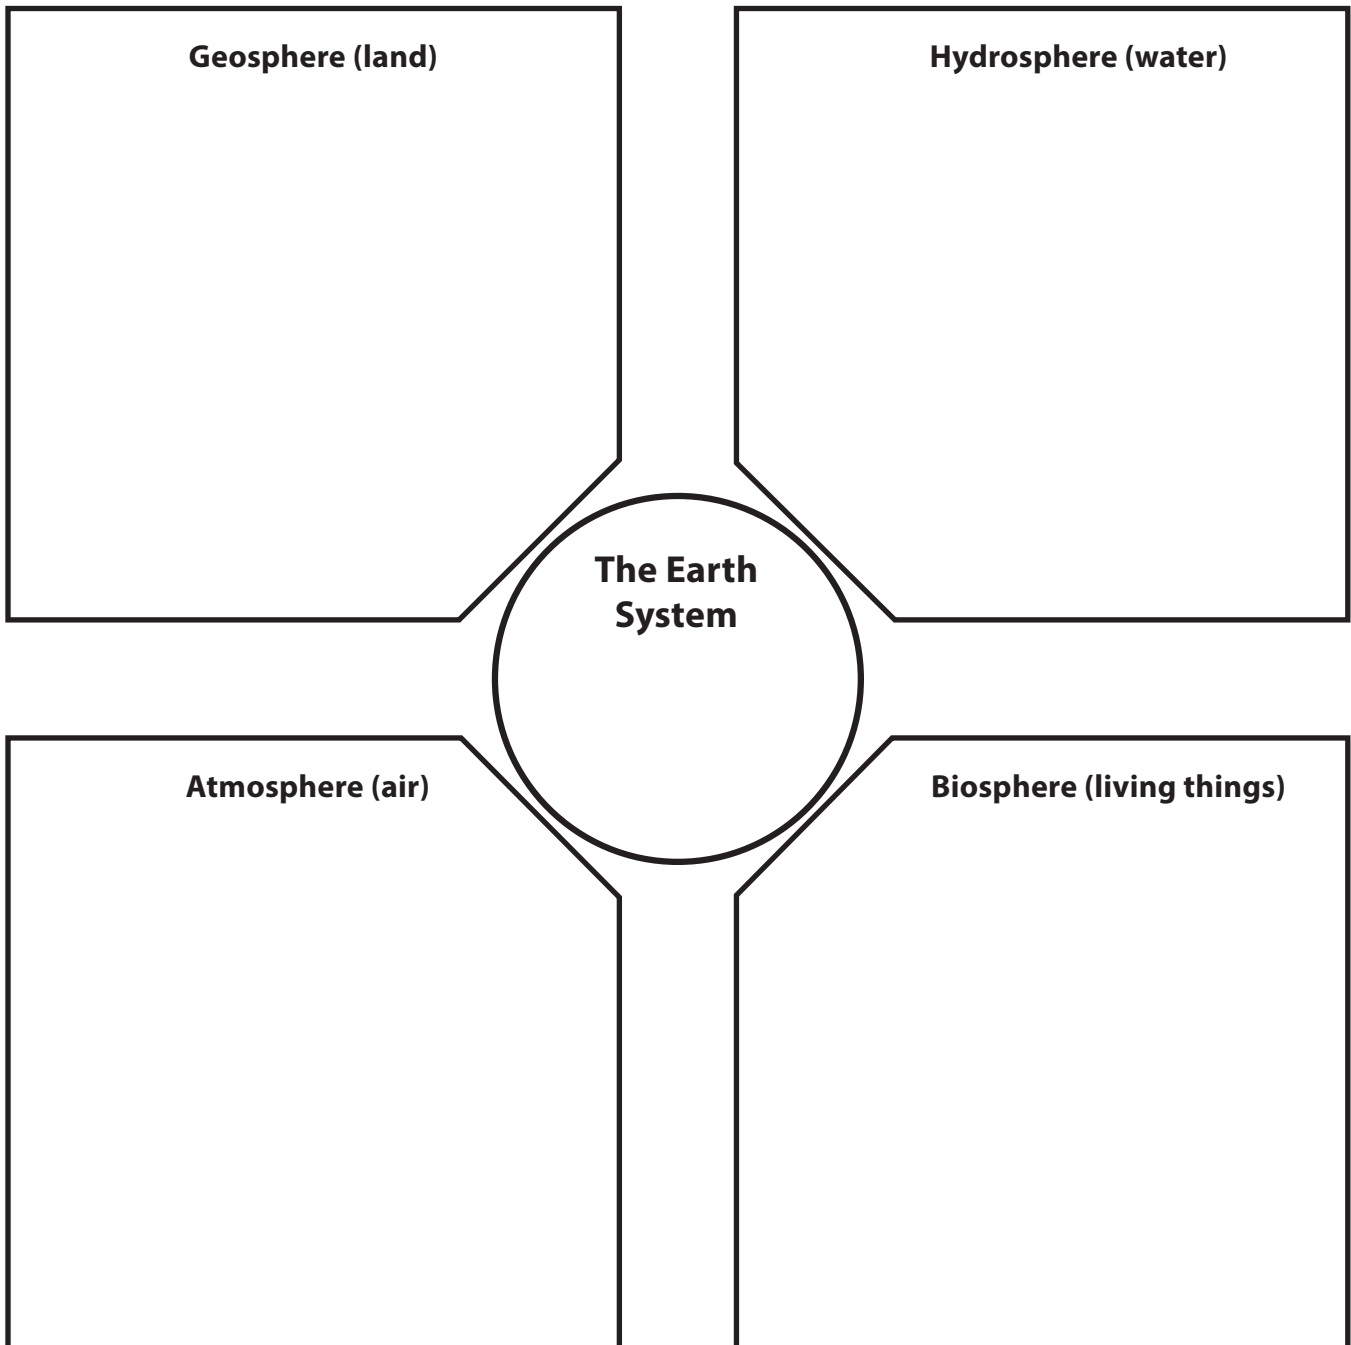 Geosphere (land)
Hydrosphere (water)
The Earth
System
Atmosphere (air)
Biosphere (living things)